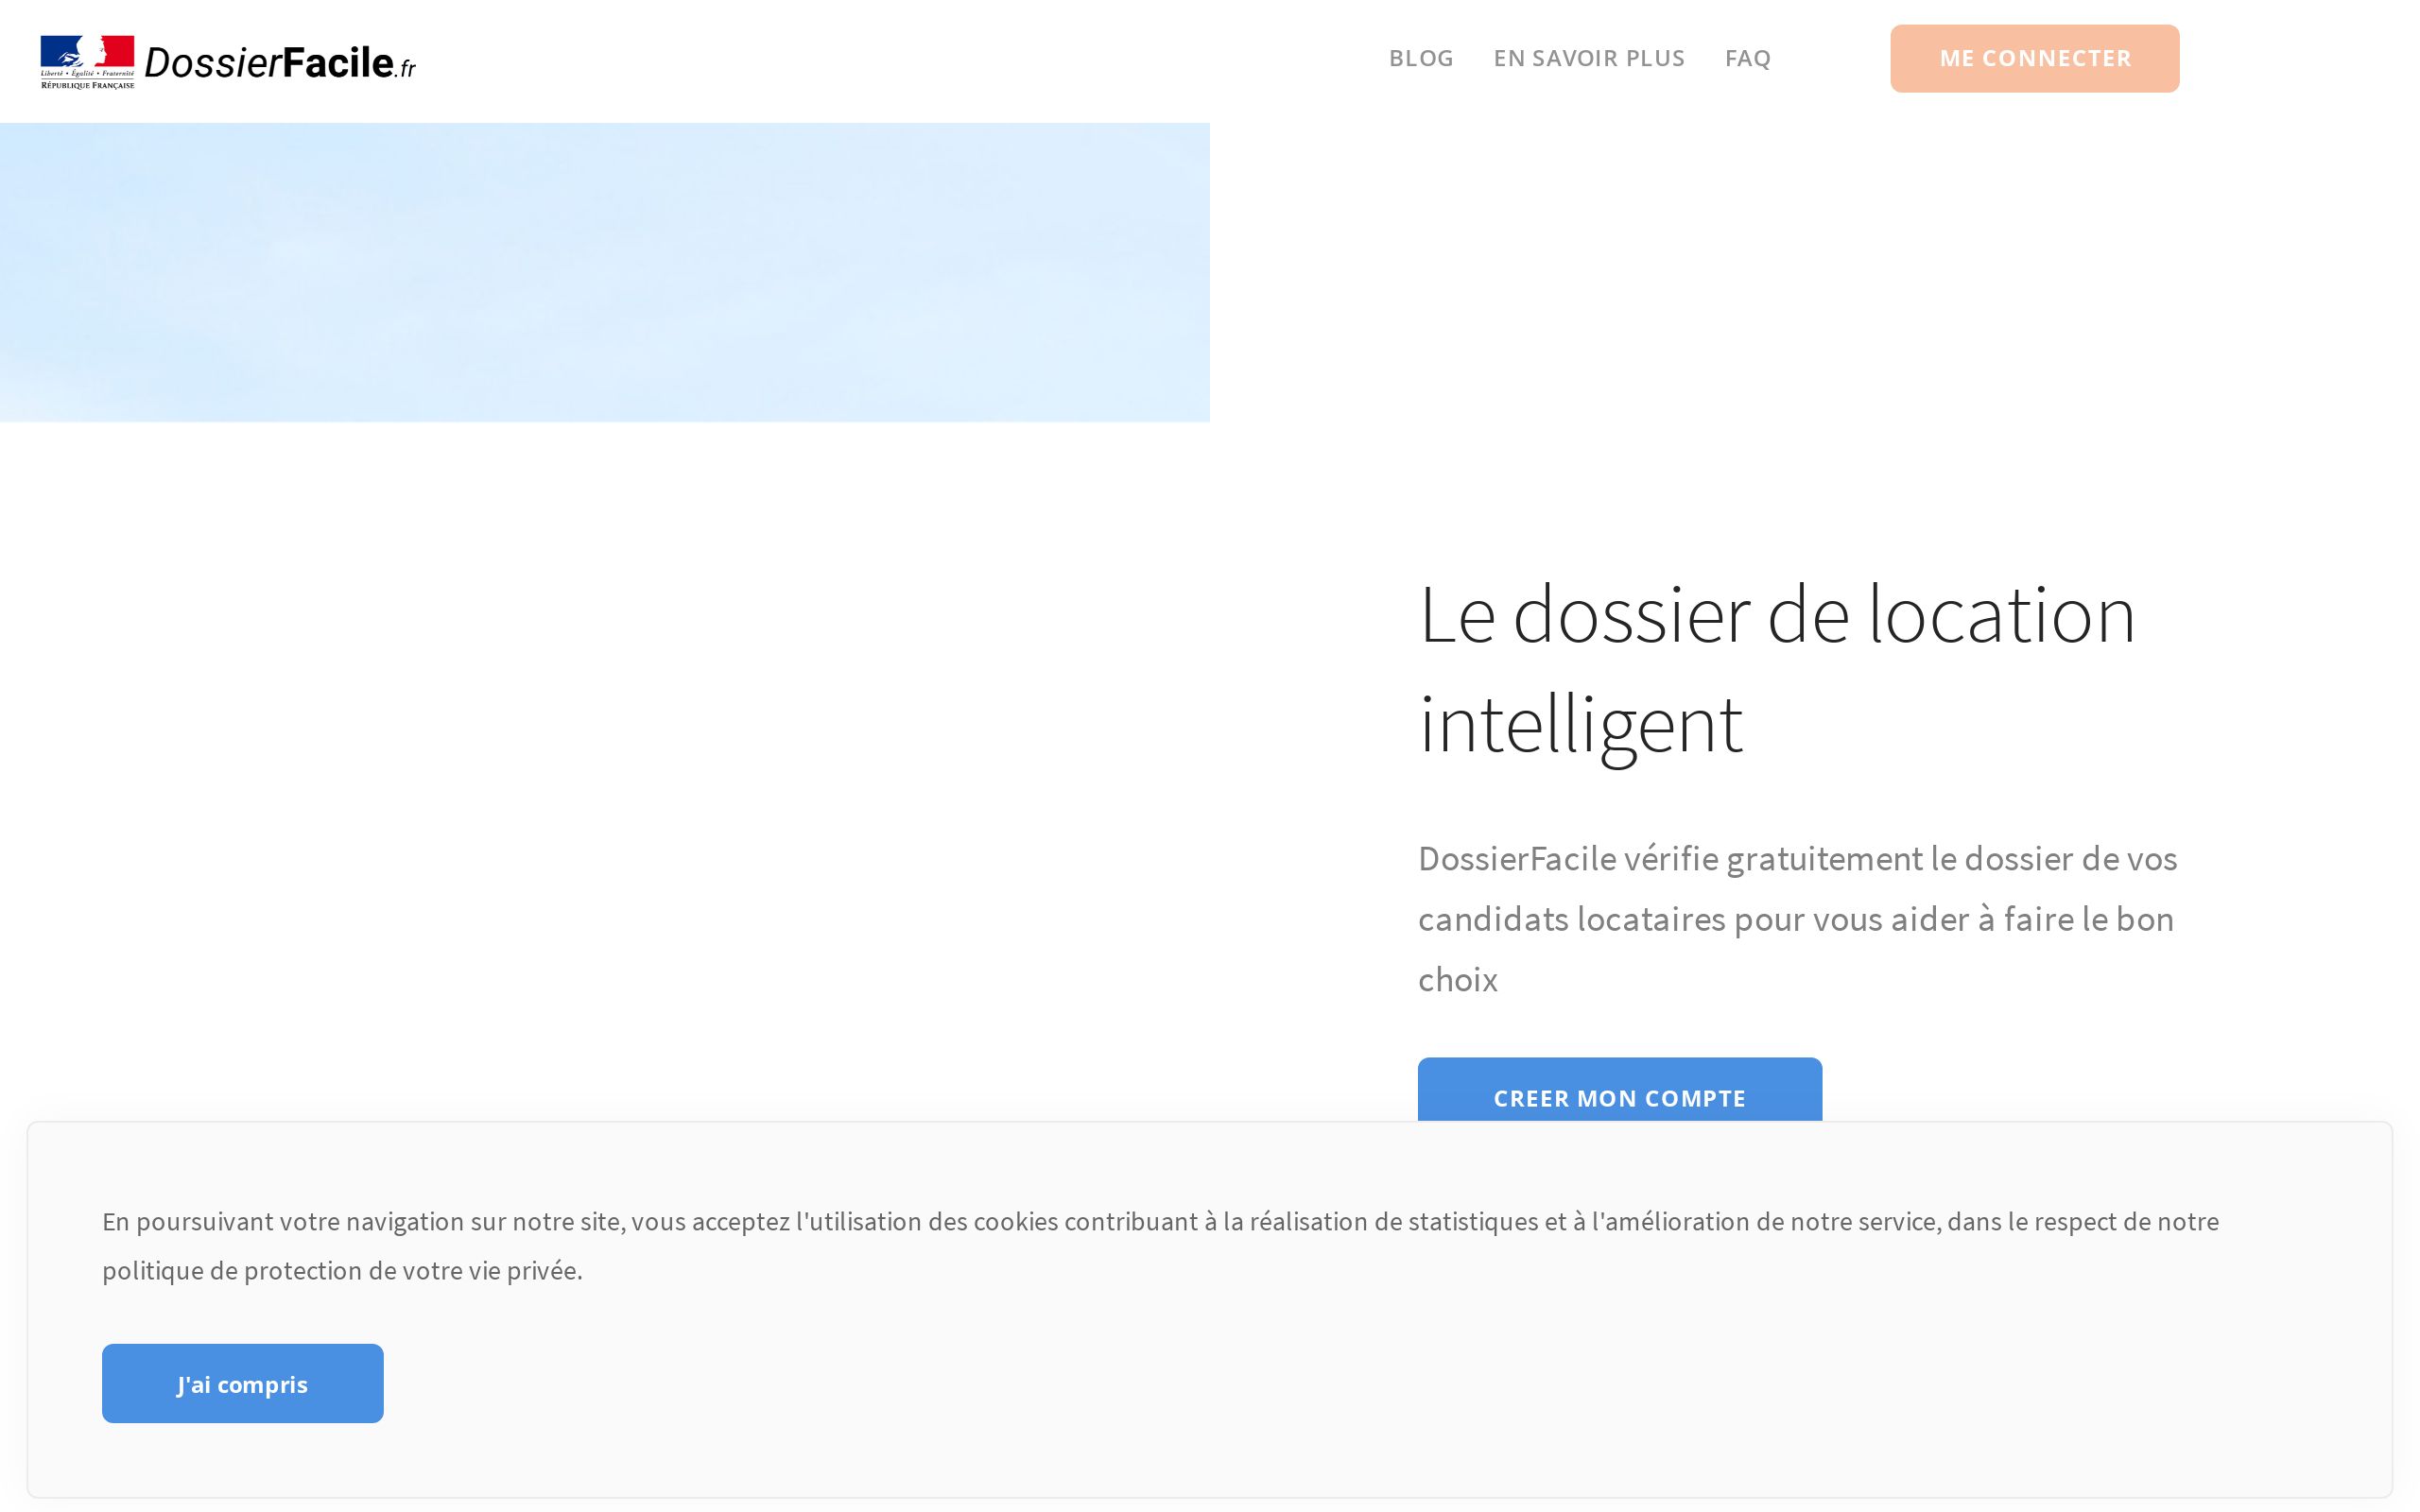 Liberté • Égalité • Fraternité
RÉPUBLIQUE FRANÇAISE
DossierFacile.fr
BLOG
EN SAVOIR PLUS
FAQ
ME CONNECTER
Le dossier de location
intelligent
DossierFacile vérifie gratuitement le dossier de vos
candidats locataires pour vous aider à faire le bon
choix
CREER MON COMPTE
En poursuivant votre navigation sur notre site, vous acceptez l'utilisation des cookies contribuant à la réalisation de statistiques et à l'amélioration de notre service, dans le respect de notre
politique de protection de votre vie privée.
J'ai compris